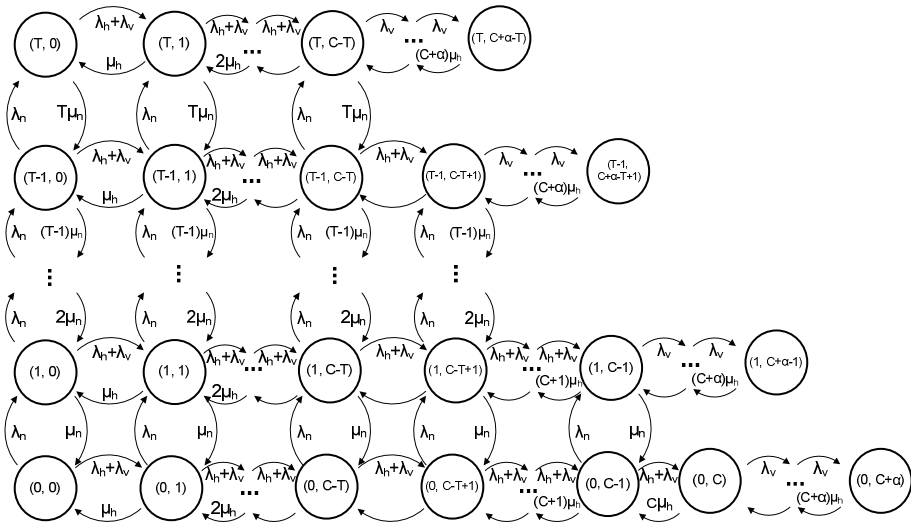 λh+λv λh+λv λh+λv λv λv
(T, 0) (T, 1) ... (T, C-T) ... (T, C+α-T)
μh 2μh (C+α)μh
λn Tμn λn Tμn λn Tμn
λh+λv λh+λv λh+λv λh+λv λv λv
(T-1, 0) (T-1, 1) ... (T-1, C-T) (T-1, C-T+1) ... (T-1, C+α-T+1)
μh 2μh (C+α)μh
λn (T-1)μn λn (T-1)μn λn (T-1)μn λn (T-1)μn
... ... ... ...
λn 2μn λn 2μn λn 2μn λn 2μn
λh+λv λh+λv λh+λv λh+λv λh+λv λh+λv λv λv
(1, 0) (1, 1) ... (1, C-T) (1, C-T+1) ... (1, C-1) ... (1, C+α-1)
μh 2μh (C+1)μh (C+α)μh
λn μn λn μn λn μn λn μn λn μn
λh+λv λh+λv λh+λv λh+λv λh+λv λh+λv λh+λv λv λv
(0, 0) (0, 1) ... (0, C-T) (0, C-T+1) ... (0, C-1) (0, C) ... (0, C+α)
μh 2μh (C+1)μh Cμh (C+α)μh